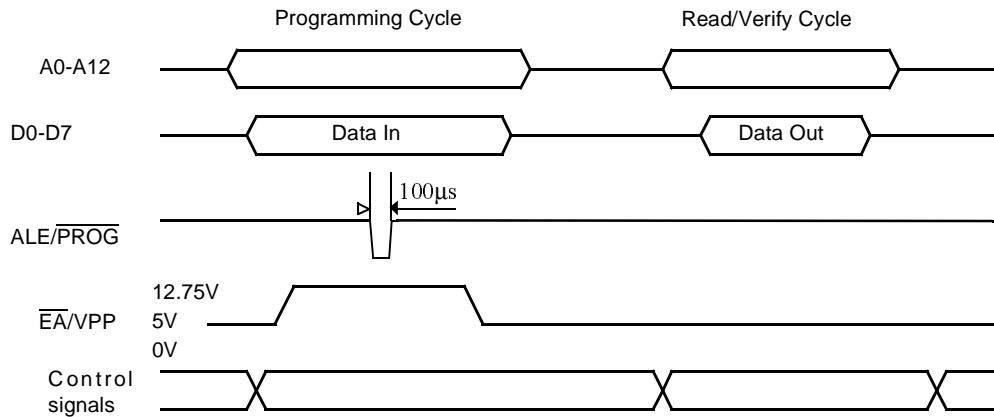 Programming Cycle
Read/Verify Cycle
A0-A12
D0-D7
Data In
Data Out
100μs
ALE/PROG
12.75V
EA/VPP
5V
0V
Control
signals